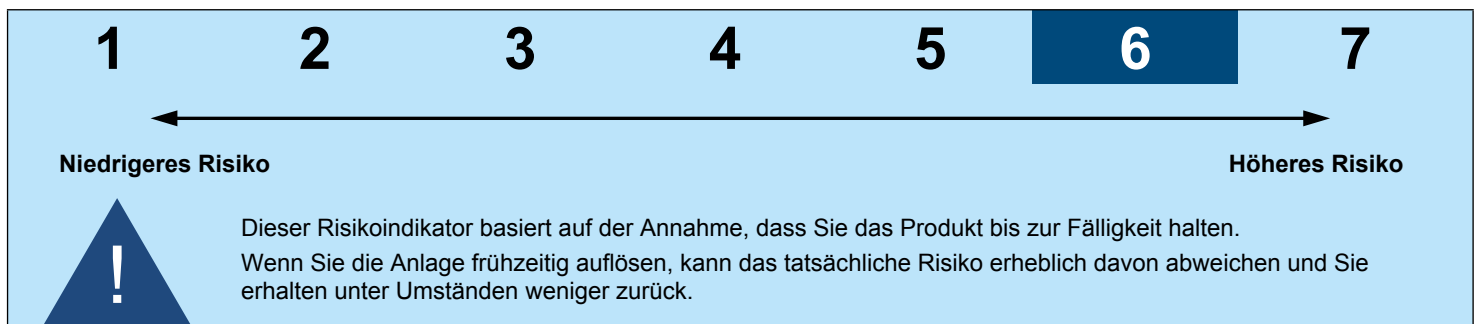 1 2 3 4 5 6 7
Niedrigeres Risiko Höheres Risiko
! Dieser Risikoindikator basiert auf der Annahme, dass Sie das Produkt bis zur Fälligkeit halten.
Wenn Sie die Anlage frühzeitig auflösen, kann das tatsächliche Risiko erheblich davon abweichen und Sie
erhalten unter Umständen weniger zurück.